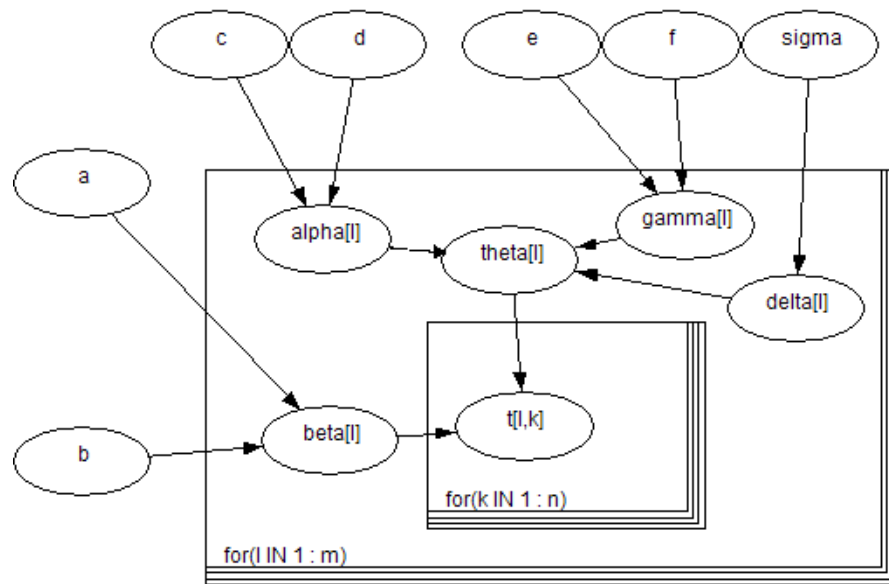 c
d
e
f
sigma
a
alpha[l]
gamma[l]
theta[l]
delta[l]
b
beta[l]
t[l,k]
for(k IN 1 : n)
for(l IN 1 : m)